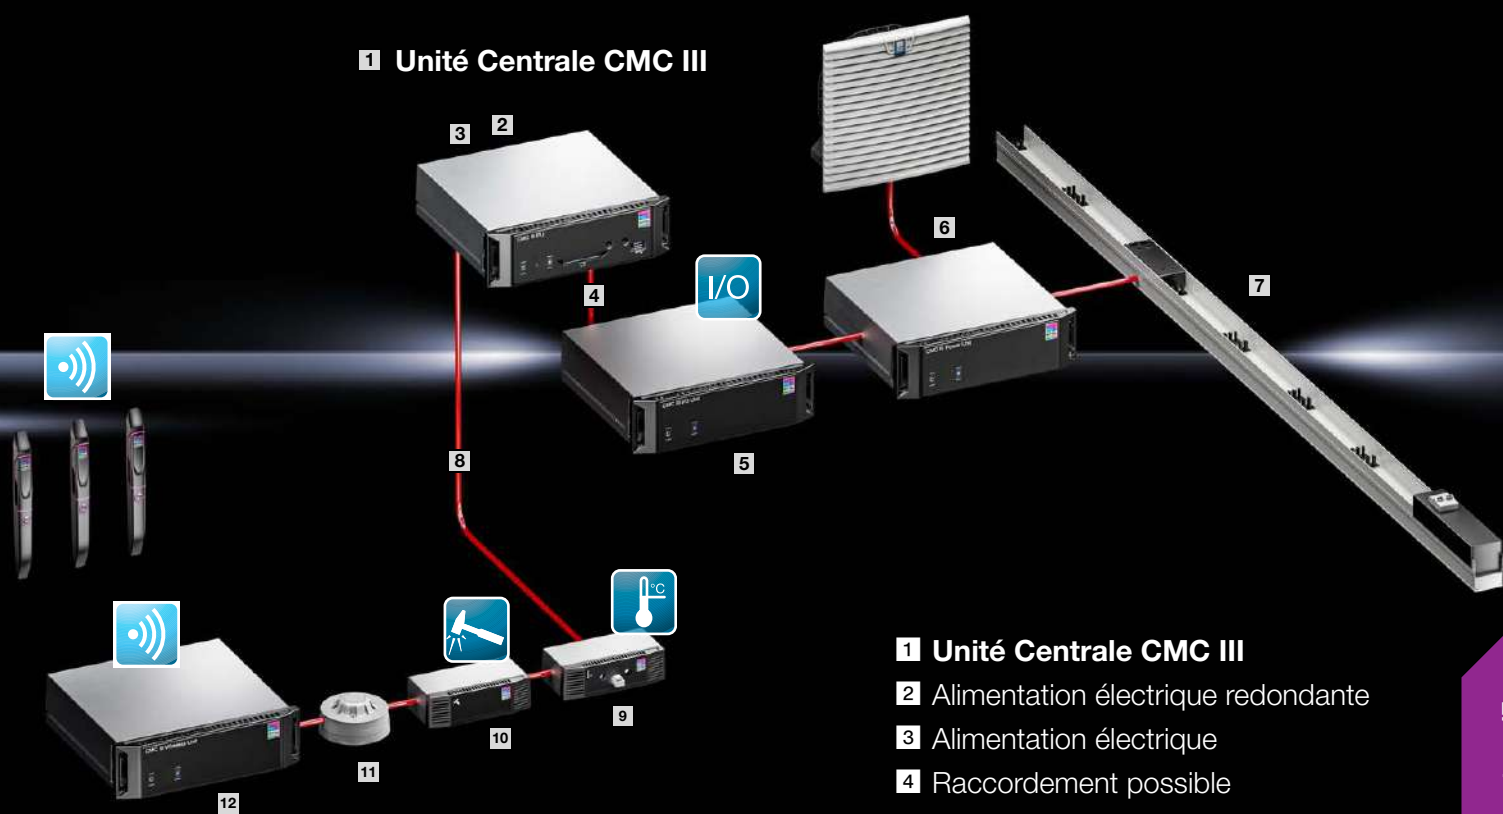 1 Unité Centrale CMC III
3 2
6
I/O
4
7
8
5
°C
9
10
11
12
1 Unité Centrale CMC III
2 Alimentation électrique redondante
3 Alimentation électrique
4 Raccordement possible